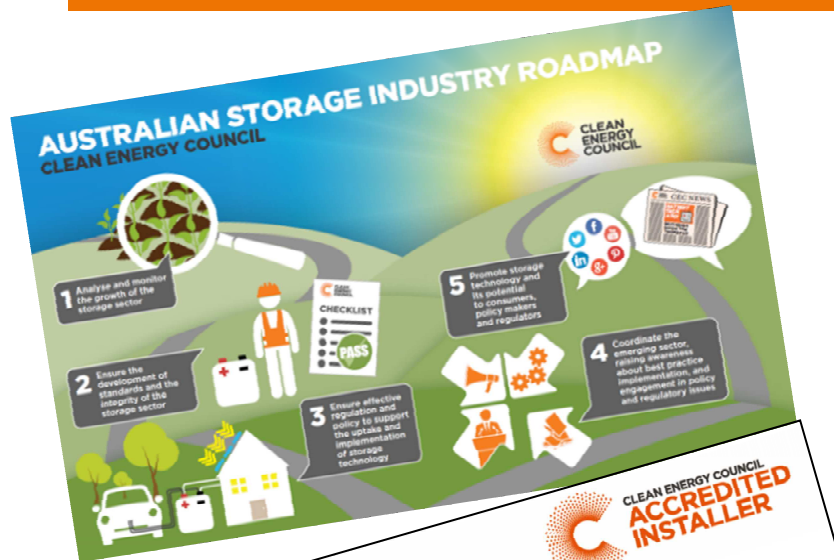 AUSTRALIAN STORAGE INDUSTRY ROADMAP
CLEAN ENERGY COUNCIL
CLEAN
ENERGY
COUNCIL
CEC NEWS
1 Analyse and monitor
the growth of the
storage sector
2 Ensure the
development of
standards and the
integrity of the
storage sector
CLEAN
ENERGY
COUNCIL
CHECKLIST
PASS
3 Ensure effective
regulation and
policy to support
the uptake and
implementation
of storage
technology
4 Coordinate the
emerging sector,
raising awareness
about best practice
implementation, and
engagement in policy
and regulatory issues
5 Promote storage
technology and
its potential
to consumers,
policy makers
and regulators
CLEAN ENERGY COUNCIL
ACCREDITED
INSTALLER